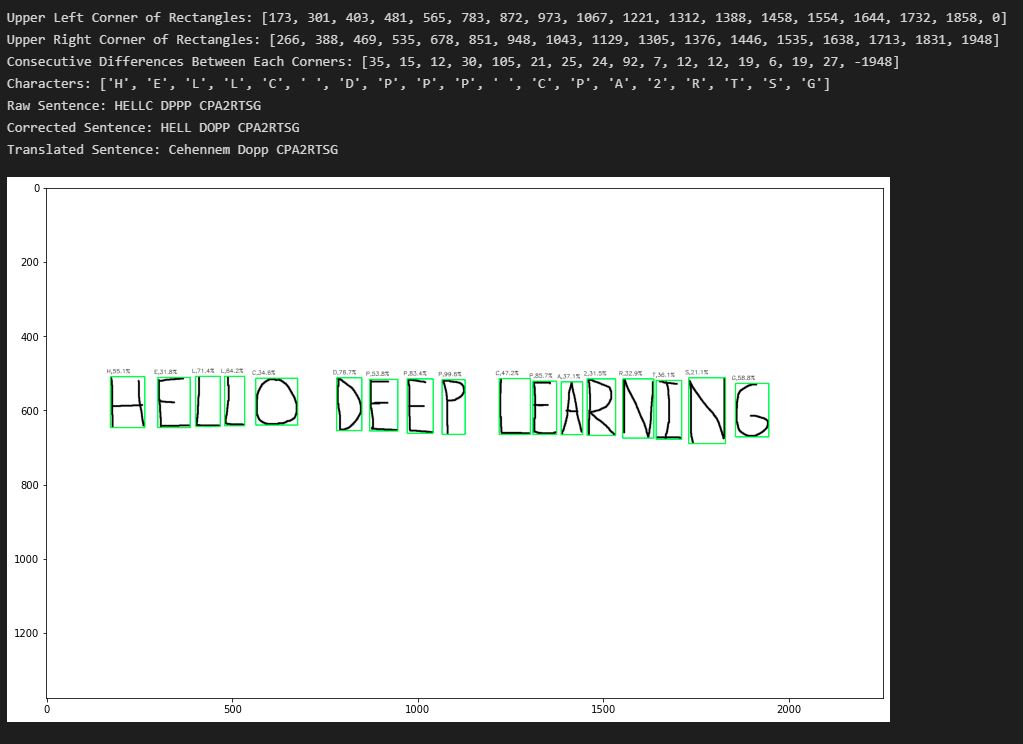 Upper Left Corner of Rectangles: [173, 301, 403, 481, 565, 783, 872, 973, 1067, 1221, 1312, 1388, 1458, 1554, 1644, 1732, 1858, 0]
Upper Right Corner of Rectangles: [266, 388, 469, 535, 678, 851, 948, 1043, 1129, 1305, 1376, 1446, 1535, 1638, 1713, 1831, 1948]
Consecutive Differences Between Each Corners: [35, 15, 12, 30, 105, 21, 25, 24, 92, 7, 12, 12, 19, 6, 19, 27, -1948]
Characters: ['H', 'E', 'L', 'L', 'C', ' ', 'D', 'P', 'P', 'P', ' ', 'C', 'P', 'A', '2', 'R', 'T', 'S', 'G']
Raw Sentence: HELLC DPPP CPA2RTSG
Corrected Sentence: HELL DOPP CPA2RTSG
Translated Sentence: Cehennem Dopp CPA2RTSG
0
200
400
H,55.1% E,31.8% L,71.4% L,64.2% C,34.6% D,78.7% P,53.8% P,83.4% P,99.6% C,47.2% P,85.7% A,37.1% 2,31.5% R,32.9% T,36.1% S,21.1% G,58.8%
HELLO DEEP LEARNING
600
800
1000
1200
0 500 1000 1500 2000